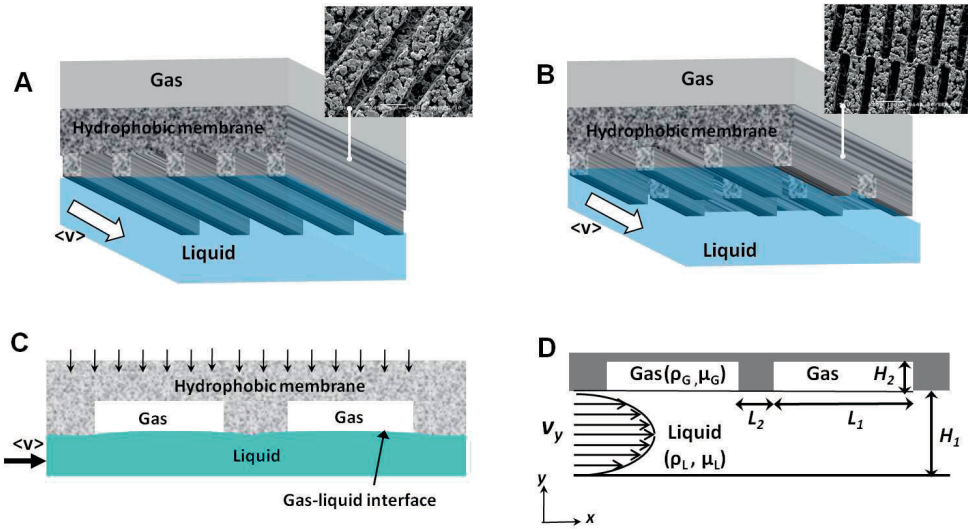 A
Gas
Hydrophobic membrane
<v>
Liquid
B
Gas
Hydrophobic membrane
<v>
Liquid
C
Hydrophobic membrane
Gas
Gas
<v>
Liquid
Gas-liquid interface
D
Gas(ρG,μG)
Gas
H2
L2
L1
H1
vy
Liquid
(ρL, μL)
y
x